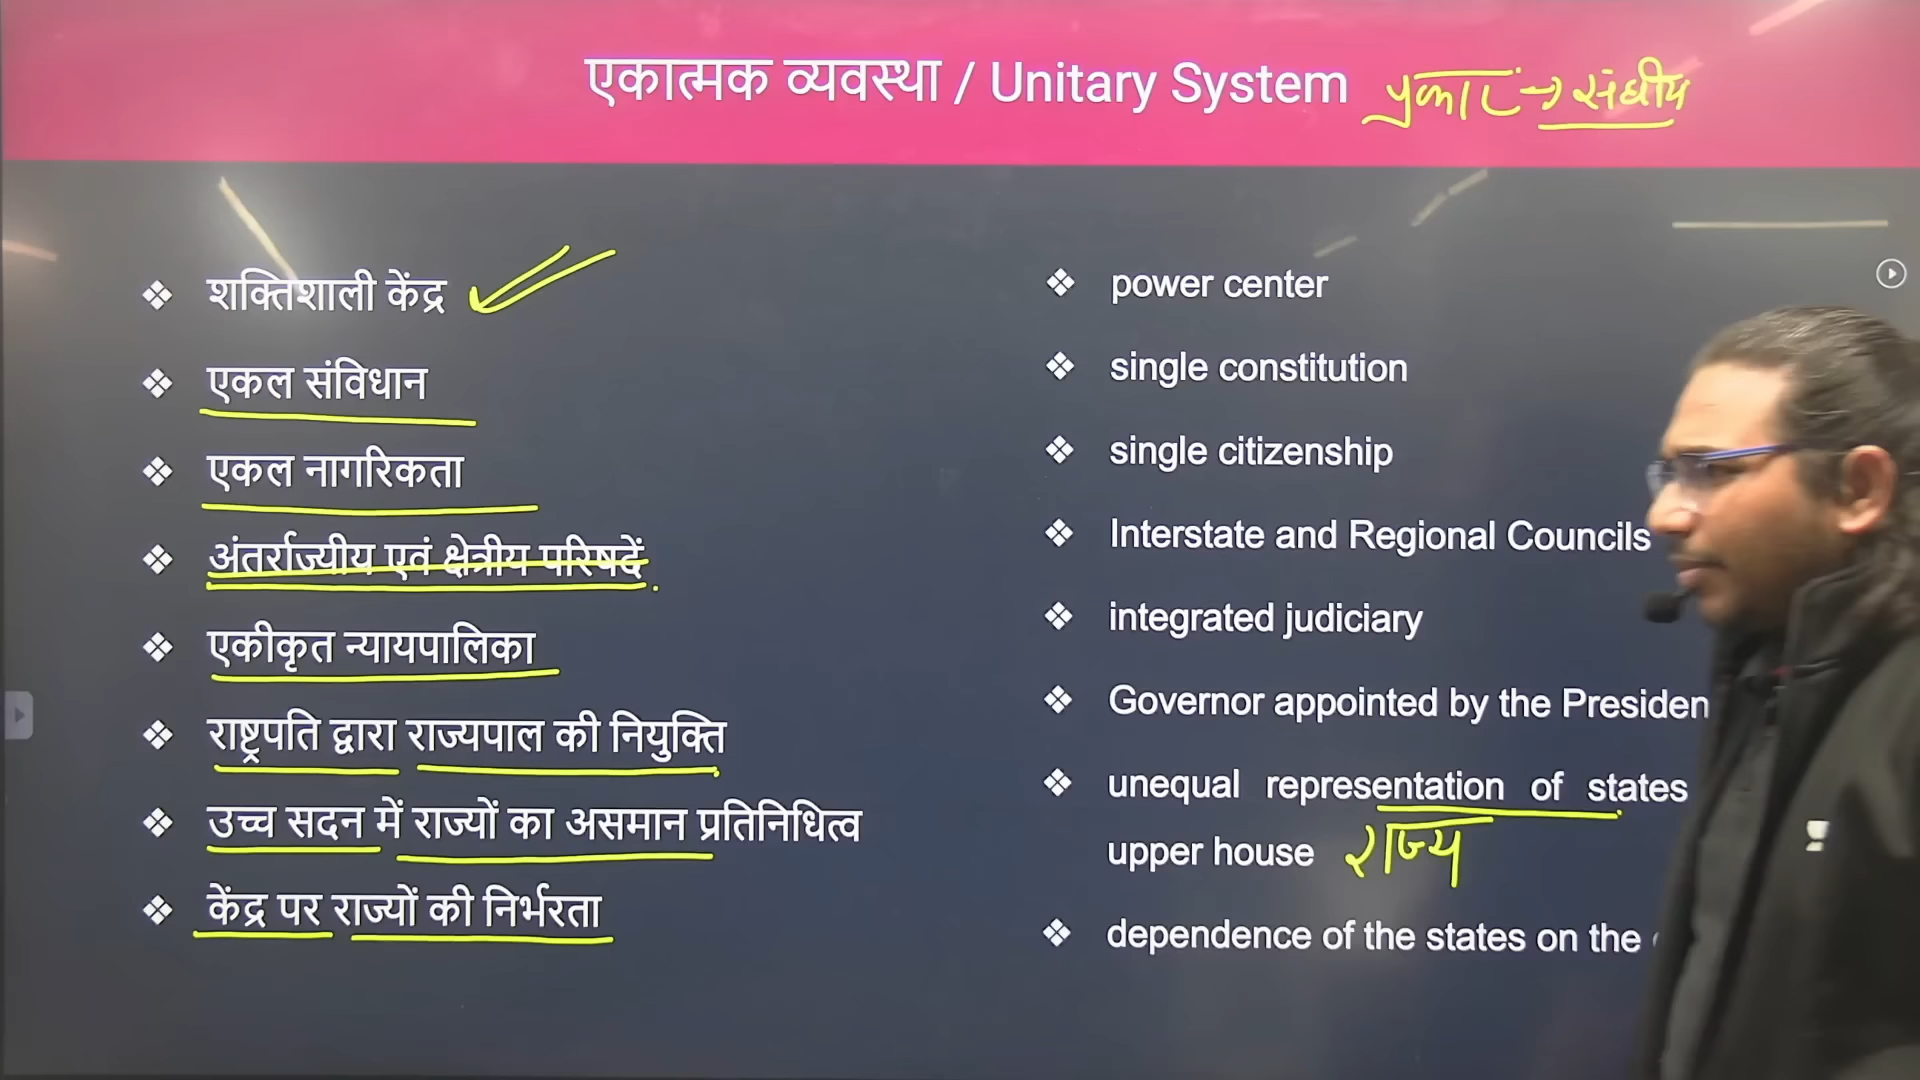 एकात्मक व्यवस्था / Unitary System प्रकार → संघीय
❖ शक्तिशाली केंद्र
❖ एकल संविधान
❖ एकल नागरिकता
❖ अंतर्राज्यीय एवं क्षेत्रीय परिषदें
❖ एकीकृत न्यायपालिका
❖ राष्ट्रपति द्वारा राज्यपाल की नियुक्ति
❖ उच्च सदन में राज्यों का असमान प्रतिनिधित्व
❖ केंद्र पर राज्यों की निर्भरता
❖ power center
❖ single constitution
❖ single citizenship
❖ Interstate and Regional Councils
❖ integrated judiciary
❖ Governor appointed by the Presiden
❖ unequal representation of states
upper house राज्य
❖ dependence of the states on the